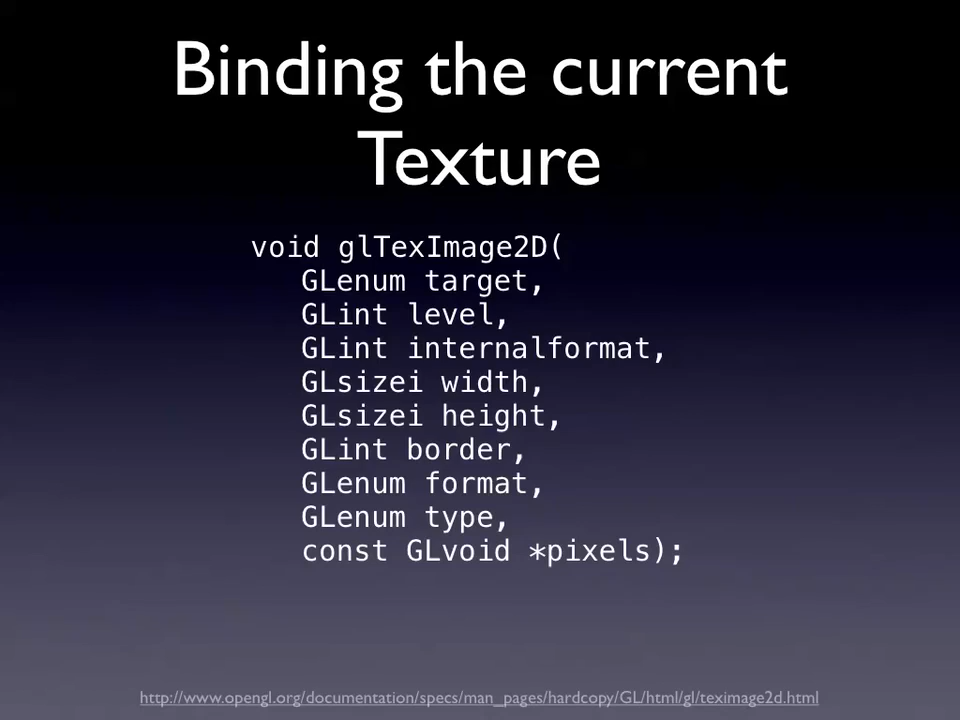 Binding the current
Texture
void glTexImage2D(
GLenum target,
GLint level,
GLint internalformat,
GLsizei width,
GLsizei height,
GLint border,
GLenum format,
GLenum type,
const GLvoid *pixels);
http://www.opengl.org/documentation/specs/man_pages/hardcopy/GL/html/gl/teximage2d.html